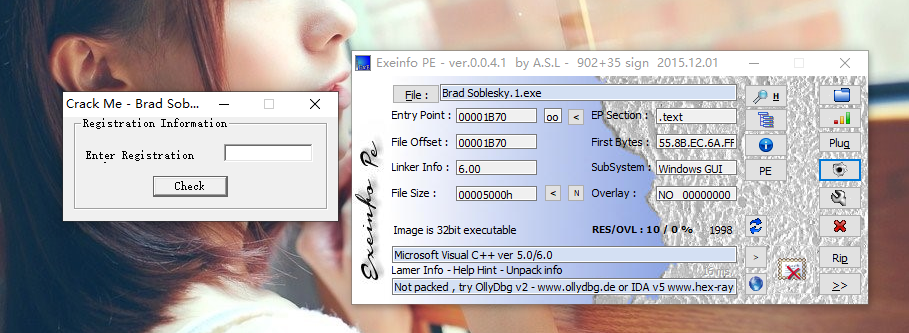 Crack Me - Brad Sob...
Registration Information
Enter Registration
Check
Exeinfo PE - ver.0.0.4.1 by A.S.L - 902+35 sign 2015.12.01
File : Brad Soblesky.1.exe H
Entry Point : 00001B70 oo < EP Section : .text
File Offset : 00001B70 First Bytes : 55.8B.EC.6A.FF Plug
Linker Info : 6.00 SubSystem : Windows GUI PE
File Size : 00005000h < N Overlay : NO 00000000
Image is 32bit executable RES/OVL : 10 / 0 % 1998
Microsoft Visual C++ ver 5.0/6.0 > Rip
Lamer Info - Help Hint - Unpack info
Not packed , try OllyDbg v2 - www.ollydbg.de or IDA v5 www.hex-ray >>
Exeinfo Pe